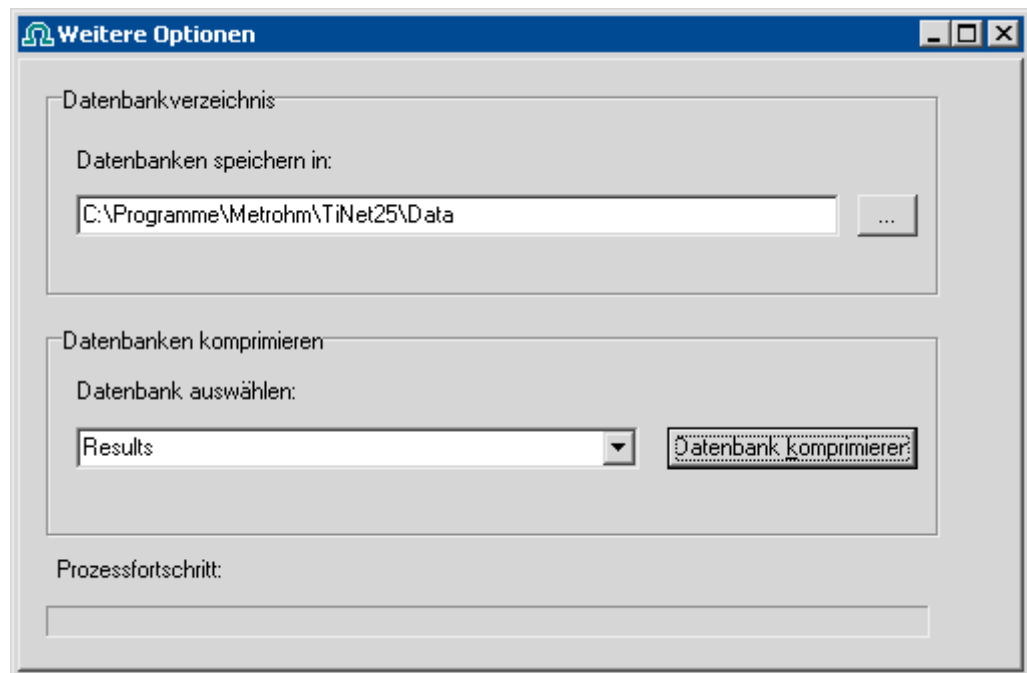 Weitere Optionen
Datenbankverzeichnis
Datenbanken speichern in:
C:\Programme\Metrohm\TiNet25\Data
...
Datenbanken komprimieren
Datenbank auswählen:
Results
Datenbank komprimieren
Prozessfortschritt: